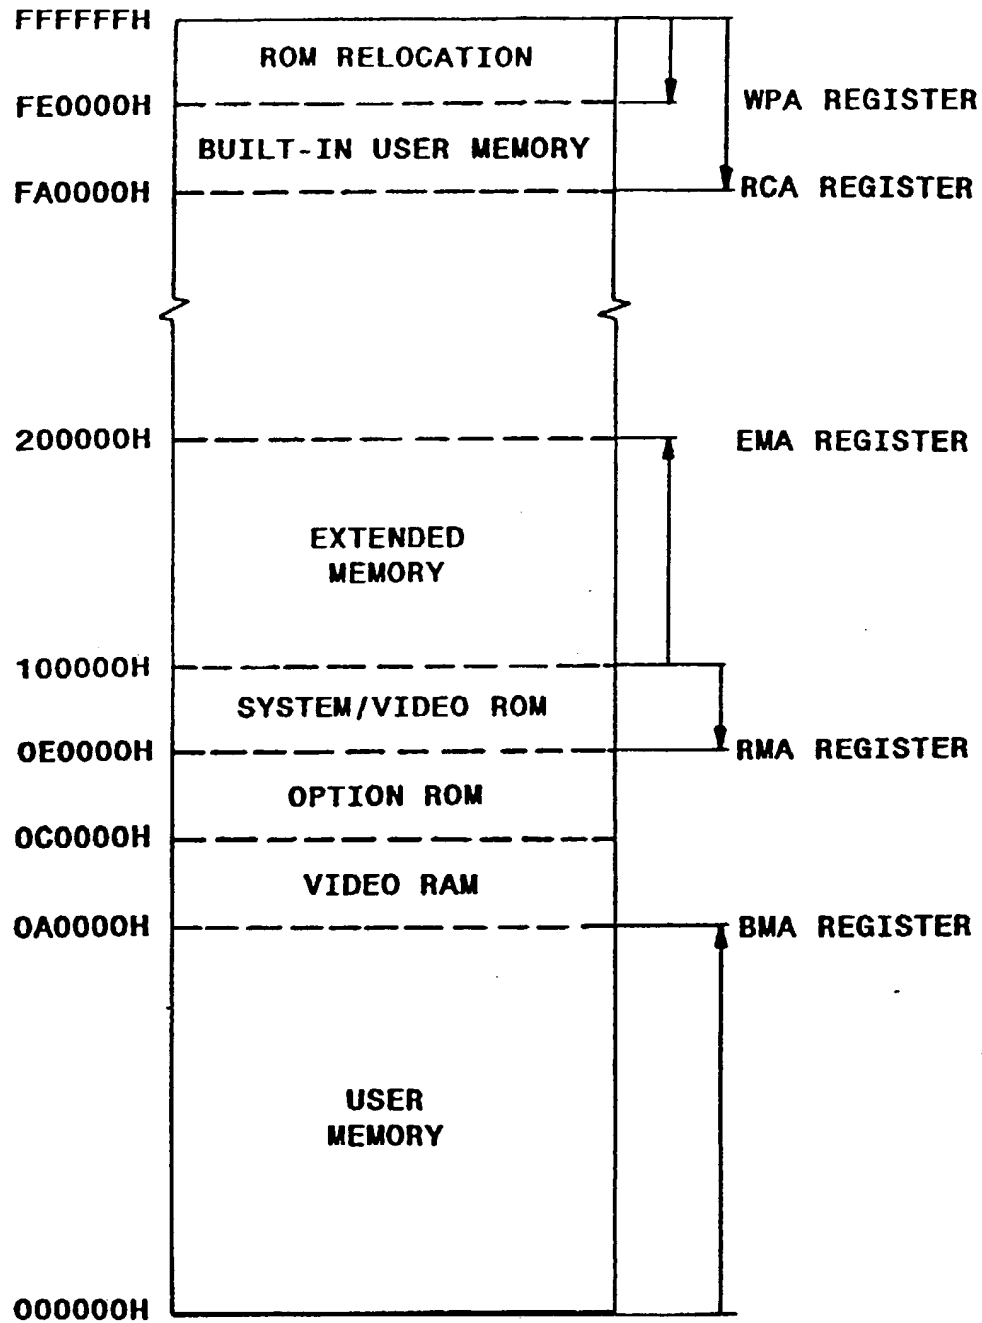 FFFFFFH
ROM RELOCATION
FE0000H
WPA REGISTER
BUILT-IN USER MEMORY
FA0000H
RCA REGISTER
200000H
EMA REGISTER
EXTENDED
MEMORY
100000H
SYSTEM/VIDEO ROM
0E0000H
RMA REGISTER
OPTION ROM
0C0000H
VIDEO RAM
0A0000H
BMA REGISTER
USER
MEMORY
000000H